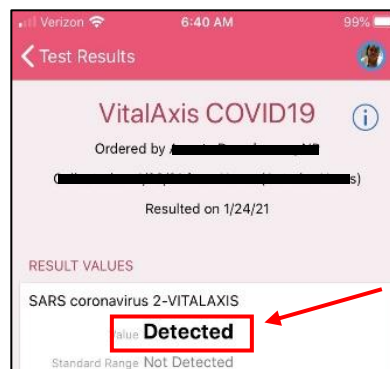 Verizon 6:40 AM 99%
Test Results
VitalAxis COVID19
Ordered by
s)
Resulted on 1/24/21
RESULT VALUES
SARS coronavirus 2-VITALAXIS
Value Detected
Standard Range Not Detected